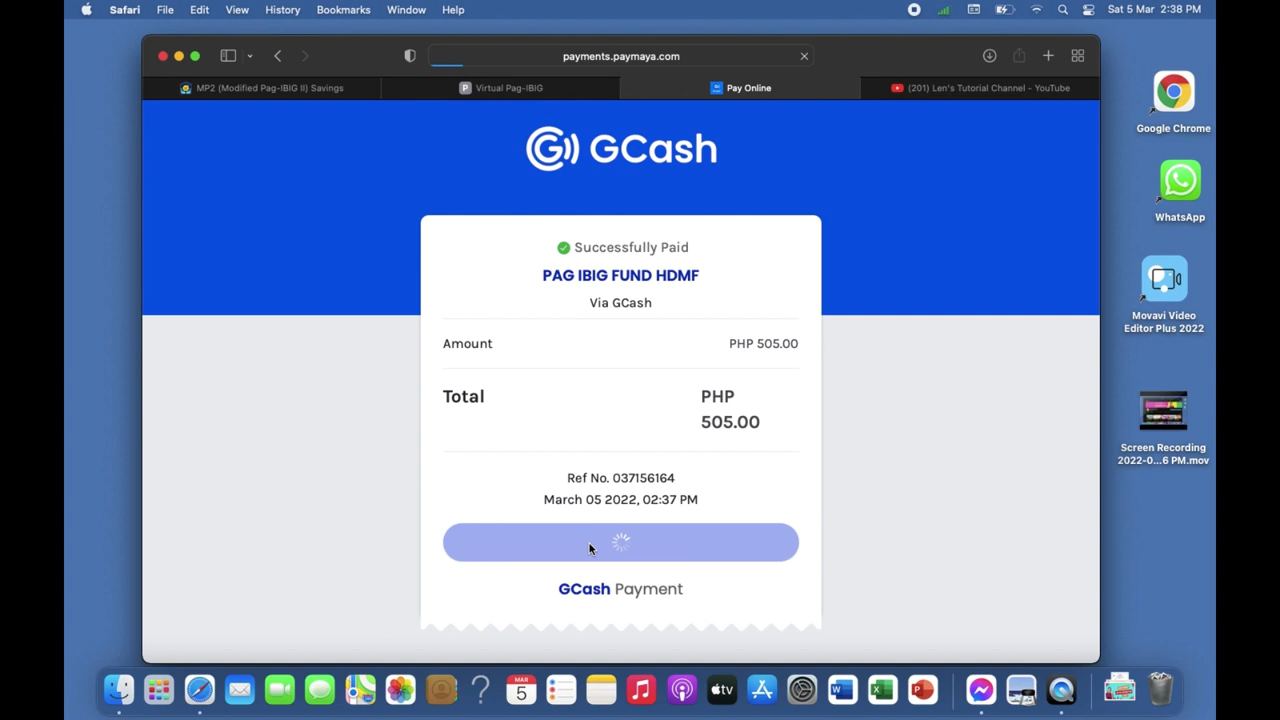 Safari File Edit View History Bookmarks Window Help
Sat 5 Mar 2:38 PM
payments.paymaya.com
MP2 (Modified Pag-IBIG II) Savings
Virtual Pag-IBIG
Pay Online
(201) Len's Tutorial Channel - YouTube
GCash
Successfully Paid
PAG IBIG FUND HDMF
Via GCash
Amount PHP 505.00
Total PHP
505.00
Ref No. 037156164
March 05 2022, 02:37 PM
GCash Payment
Google Chrome
WhatsApp
Movavi Video
Editor Plus 2022
Screen Recording
2022-0...6 PM.mov
MAR
5
tv